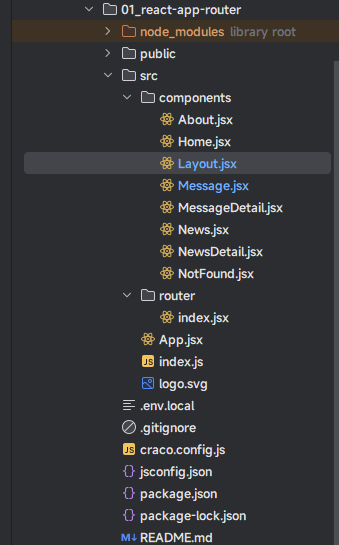 01_react-app-router
node_modules library root
public
src
components
About.jsx
Home.jsx
Layout.jsx
Message.jsx
MessageDetail.jsx
News.jsx
NewsDetail.jsx
NotFound.jsx
router
index.jsx
App.jsx
JS index.js
logo.svg
.env.local
.gitignore
JS craco.config.js
{} jsconfig.json
{} package.json
{} package-lock.json
M↓ README.md